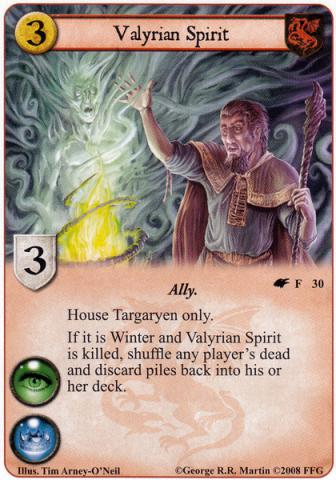 3
Valyrian Spirit
3
F 30
Ally.
House Targaryen only.
If it is Winter and Valyrian Spirit
is killed, shuffle any player's dead
and discard piles back into his or
her deck.
Illus. Tim Arney-O'Neil
©George R.R. Martin ©2008 FFG